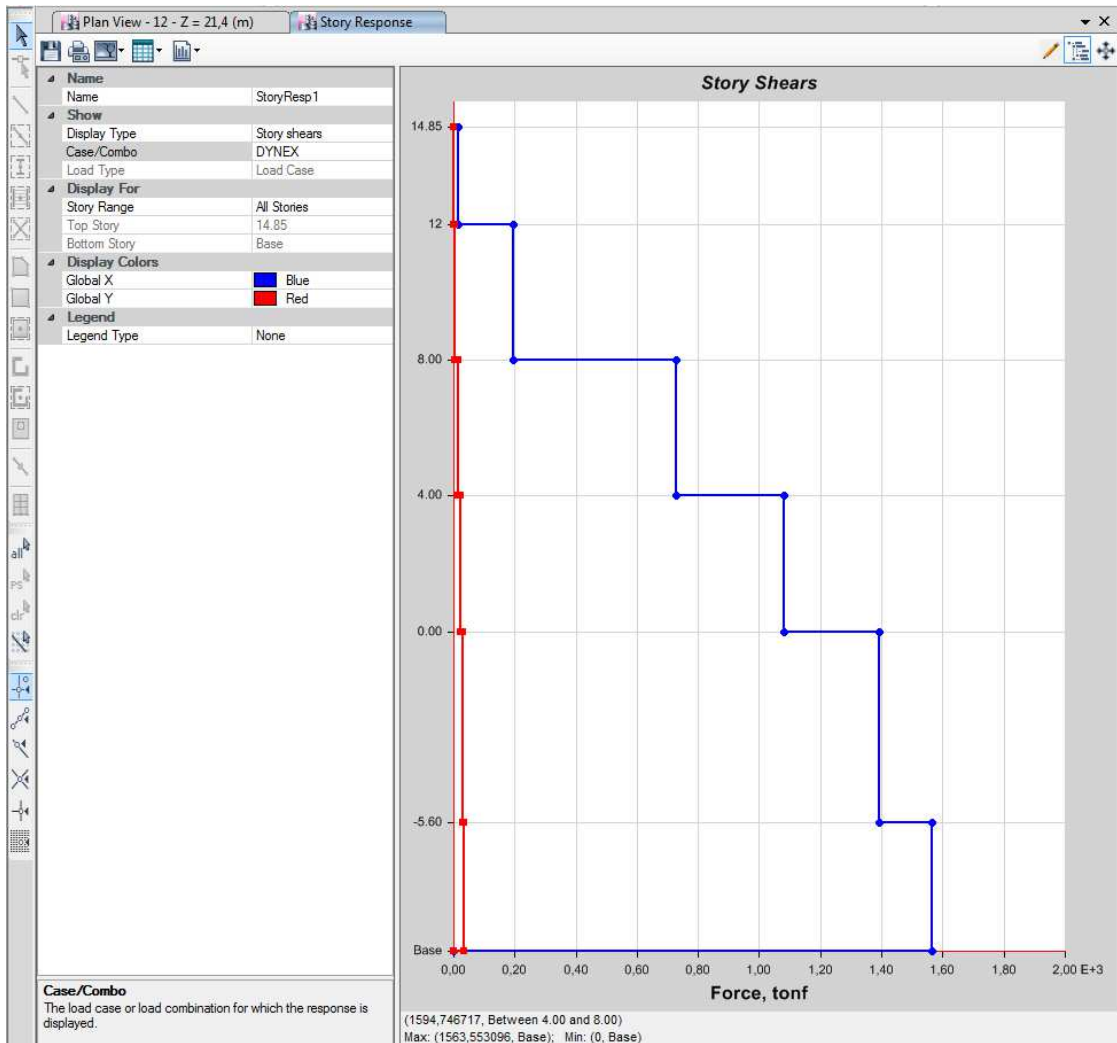 Plan View - 12 - Z = 21,4 (m)
Story Response
Name
Name StoryResp1
Show
Display Type Story shears
Case/Combo DYNEX
Load Type Load Case
Display For
Story Range All Stories
Top Story 14.85
Bottom Story Base
Display Colors
Global X Blue
Global Y Red
Legend
Legend Type None
all
ps
clr
Case/Combo
The load case or load combination for which the response is
displayed.
Story Shears
14.85
12
8.00
4.00
0.00
-5.60
Base
0,00 0,20 0,40 0,60 0,80 1,00 1,20 1,40 1,60 1,80 2,00 E+3
Force, tonf
(1594,746717, Between 4.00 and 8.00)
Max: (1563,553096, Base); Min: (0, Base)